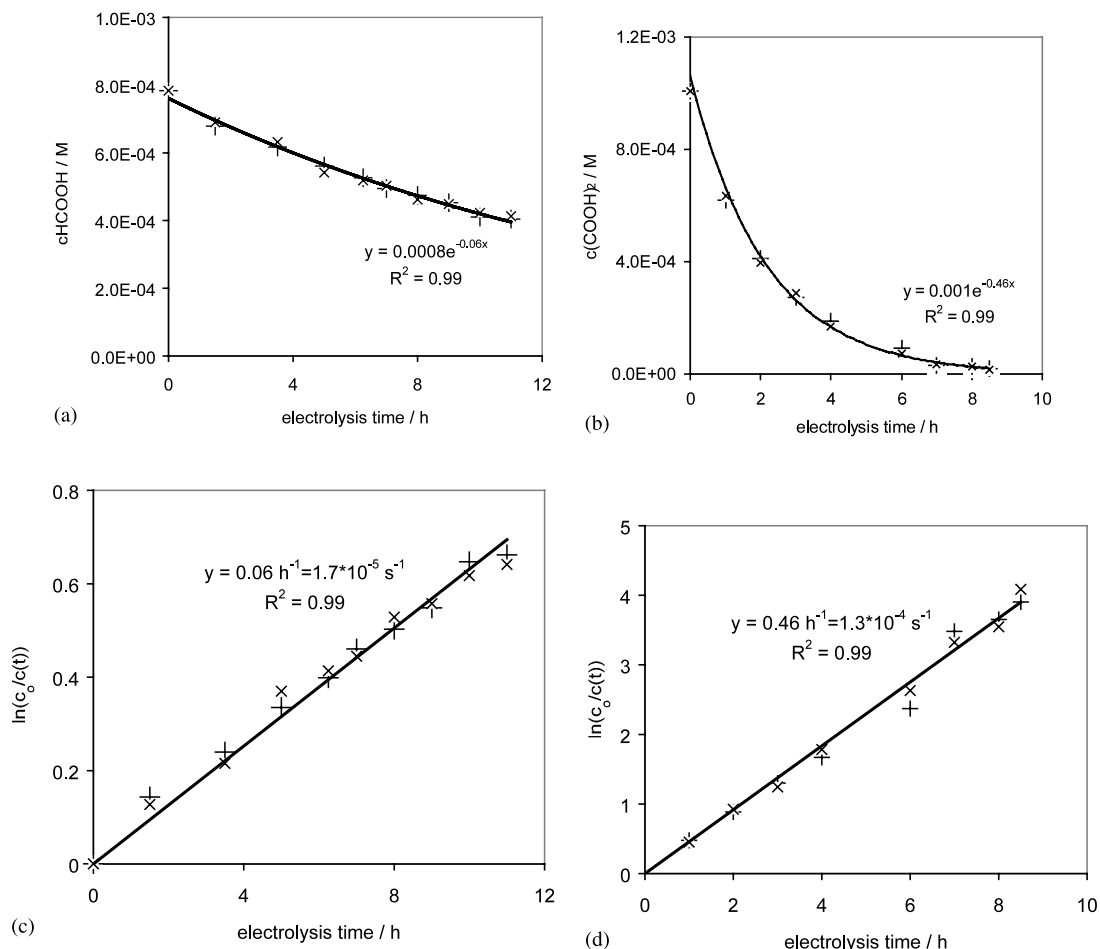 1.0E-03
8.0E-04
6.0E-04
4.0E-04
2.0E-04
0.0E+00
cHCOOH / M
y = 0.0008e^-0.06x
R² = 0.99
0 4 8 12
electrolysis time / h
(a)
1.2E-03
8.0E-04
4.0E-04
0.0E+00
c(COOH)₂ / M
y = 0.001e^-0.46x
R² = 0.99
0 2 4 6 8 10
electrolysis time / h
(b)
0.8
0.6
0.4
0.2
0
ln(c₀/c(t))
y = 0.06 h⁻¹=1.7*10⁻⁵ s⁻¹
R² = 0.99
0 4 8 12
electrolysis time / h
(c)
5
4
3
2
1
0
ln(c₀/c(t))
y = 0.46 h⁻¹=1.3*10⁻⁴ s⁻¹
R² = 0.99
0 2 4 6 8 10
electrolysis time / h
(d)